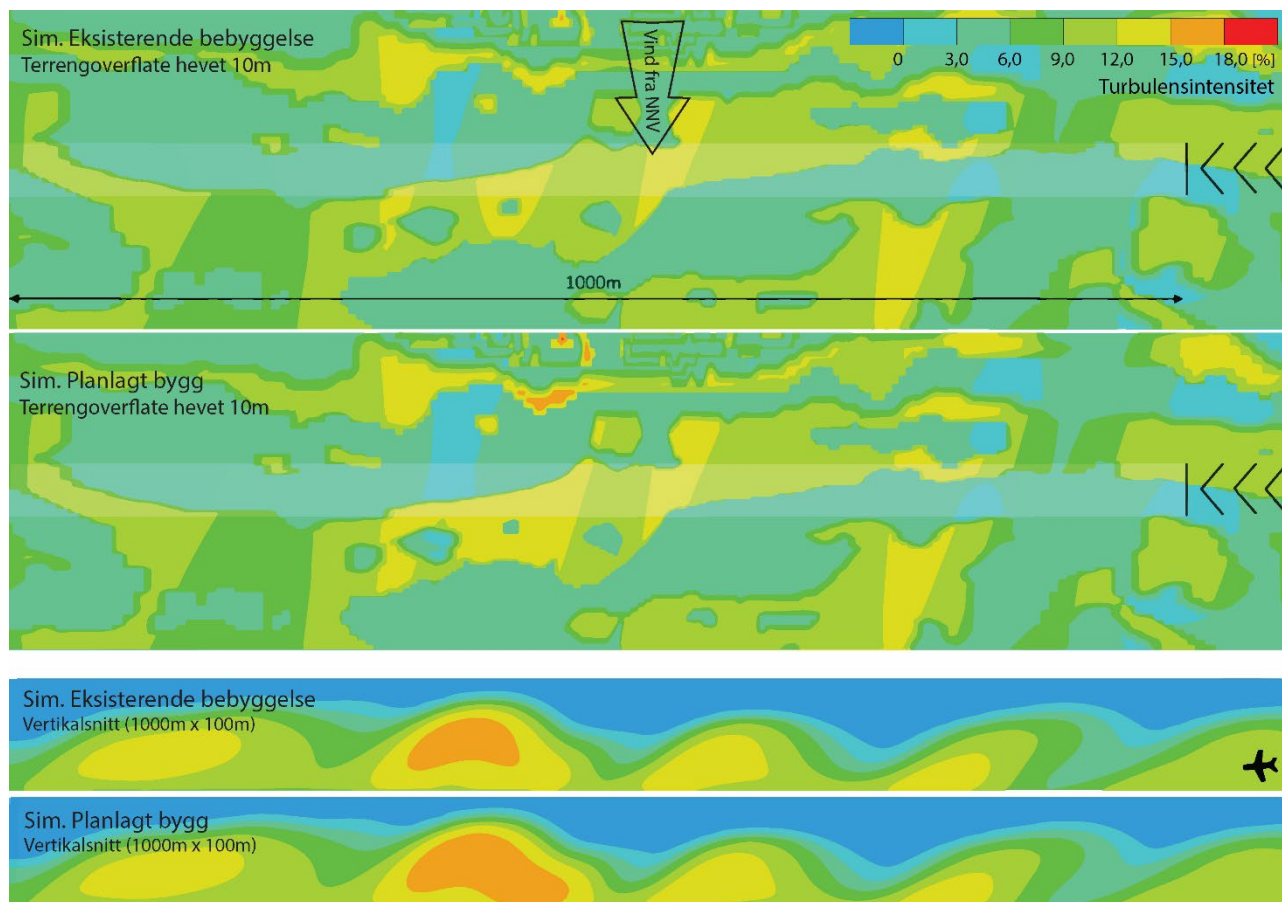 Sim. Eksisterende bebyggelse
Terrengoverflate hevet 10m
Vind fra NNV
0 3,0 6,0 9,0 12,0 15,0 18,0 [%]
Turbulensintensitet
1000m
Sim. Planlagt bygg
Terrengoverflate hevet 10m
Sim. Eksisterende bebyggelse
Vertikalsnitt (1000m x 100m)
Sim. Planlagt bygg
Vertikalsnitt (1000m x 100m)